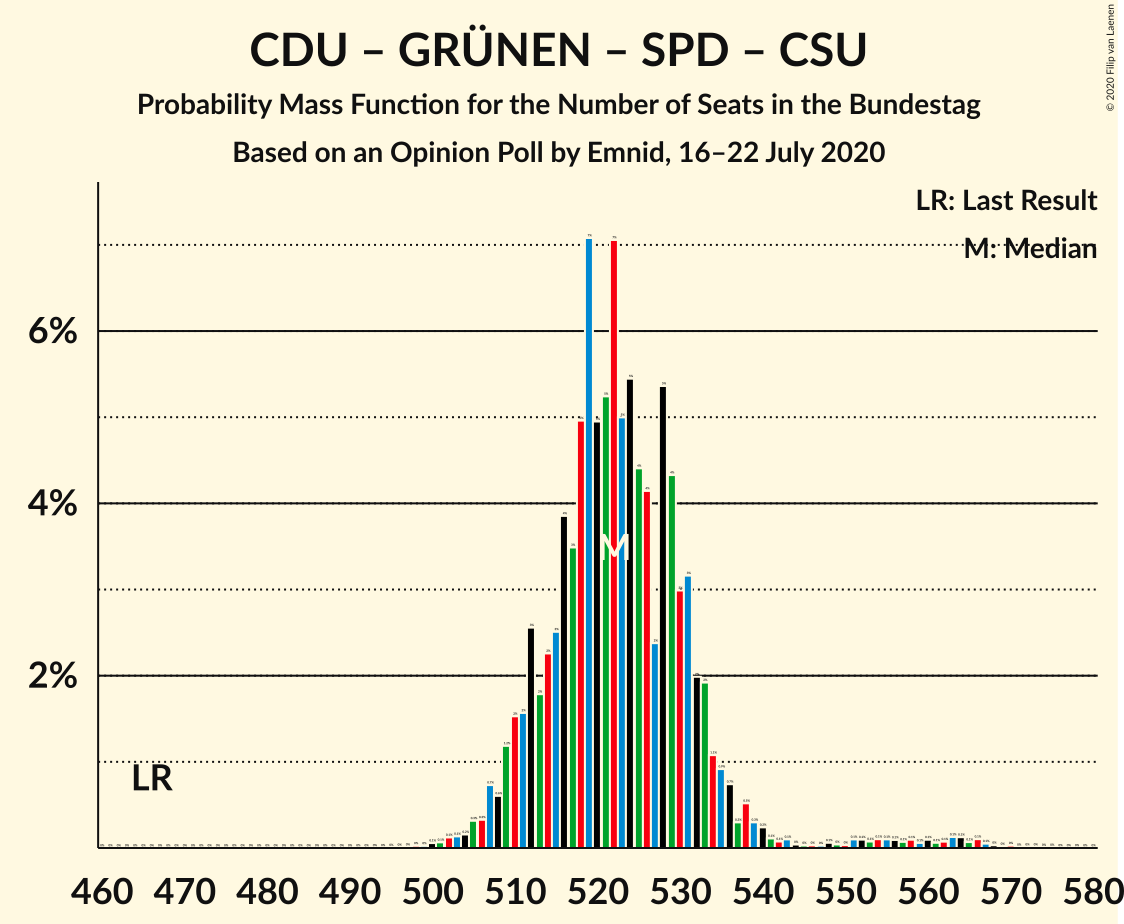 CDU – GRÜNEN – SPD – CSU
Probability Mass Function for the Number of Seats in the Bundestag
Based on an Opinion Poll by Emnid, 16–22 July 2020
© 2020 Filip van Laenen
LR: Last Result
M: Median
6%
4%
2%
LR
M
460 470 480 490 500 510 520 530 540 550 560 570 580